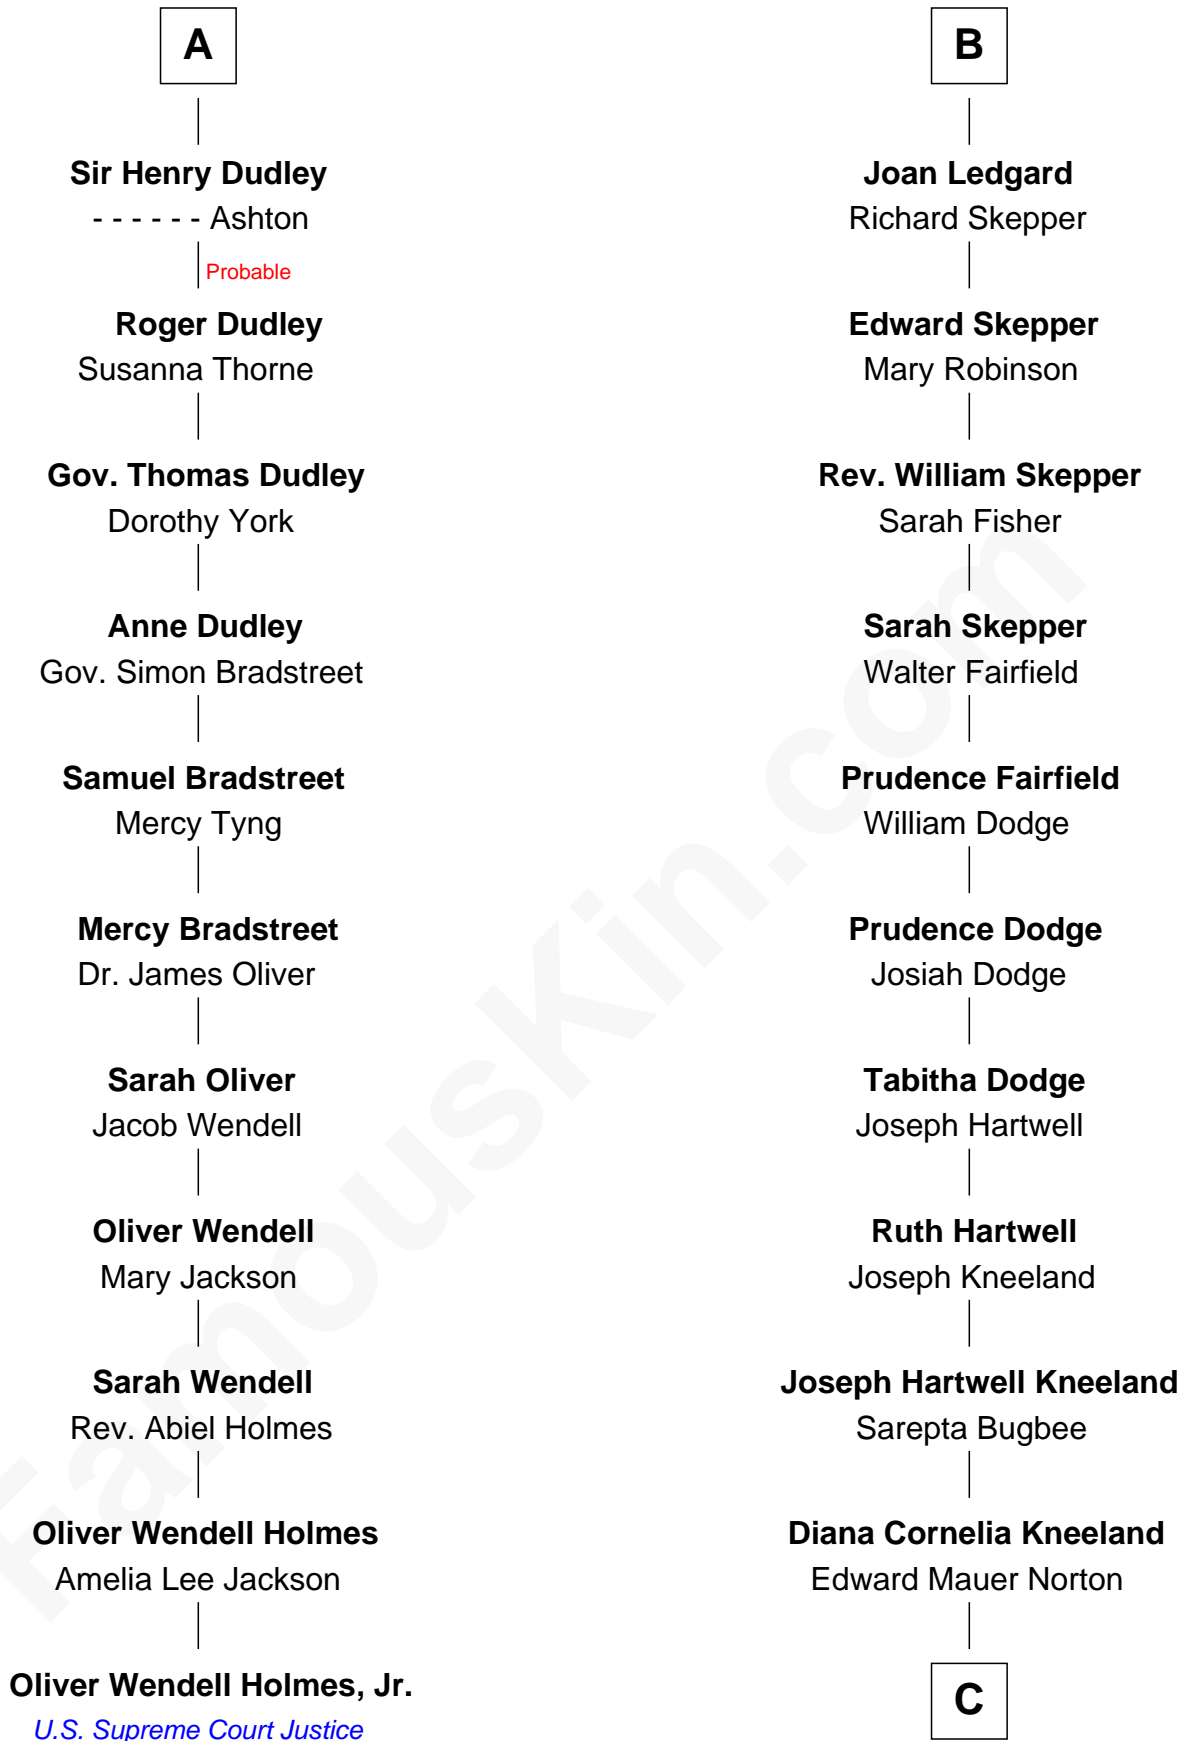 A
Sir Henry Dudley
- - - - - - Ashton
Probable
Roger Dudley
Susanna Thorne
Gov. Thomas Dudley
Dorothy York
Anne Dudley
Gov. Simon Bradstreet
Samuel Bradstreet
Mercy Tyng
Mercy Bradstreet
Dr. James Oliver
Sarah Oliver
Jacob Wendell
Oliver Wendell
Mary Jackson
Sarah Wendell
Rev. Abiel Holmes
Oliver Wendell Holmes
Amelia Lee Jackson
Oliver Wendell Holmes, Jr.
U.S. Supreme Court Justice
B
Joan Ledgard
Richard Skepper
Edward Skepper
Mary Robinson
Rev. William Skepper
Sarah Fisher
Sarah Skepper
Walter Fairfield
Prudence Fairfield
William Dodge
Prudence Dodge
Josiah Dodge
Tabitha Dodge
Joseph Hartwell
Ruth Hartwell
Joseph Kneeland
Joseph Hartwell Kneeland
Sarepta Bugbee
Diana Cornelia Kneeland
Edward Mauer Norton
C
FamousKin.com